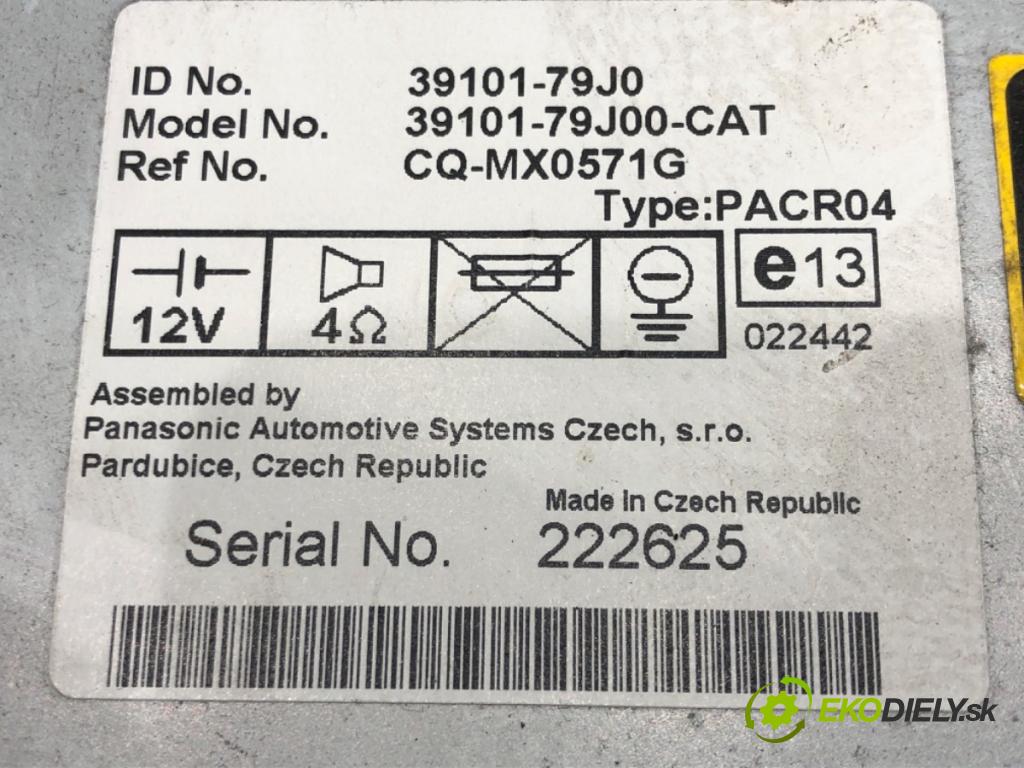 ID No. 39101-79J0
Model No. 39101-79J00-CAT
Ref No. CQ-MX0571G
Type:PACR04
12V 4Ω e13
022442
Assembled by
Panasonic Automotive Systems Czech, s.r.o.
Pardubice, Czech Republic
Made in Czech Republic
Serial No. 222625
EKODIELY.sk